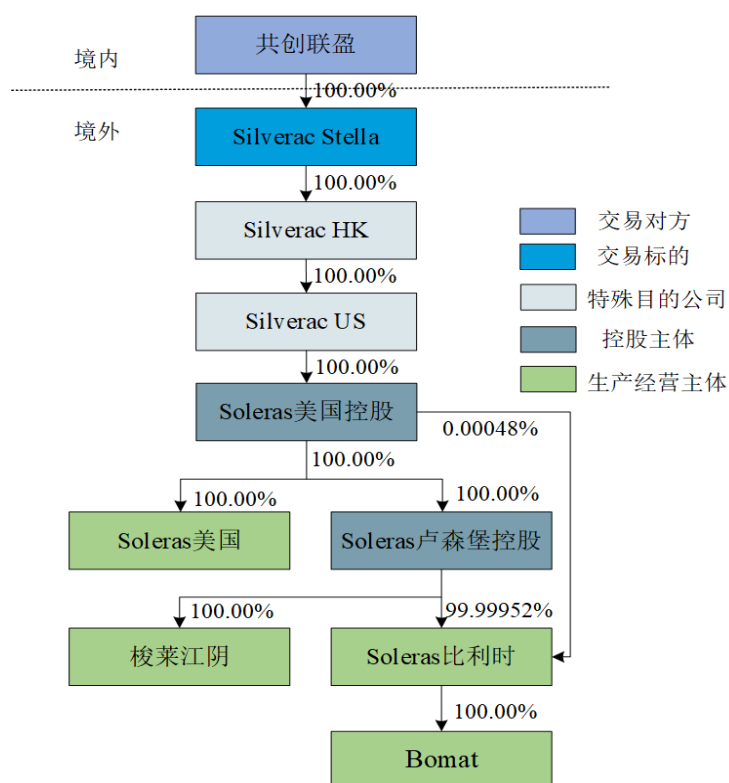 共创联盈
境内
100.00%
境外
Silverac Stella
100.00%
Silverac HK
100.00%
Silverac US
100.00%
Soleras美国控股
0.00048%
100.00%
100.00%
100.00%
Soleras美国
Soleras卢森堡控股
100.00%
99.99952%
梭莱江阴
Soleras比利时
100.00%
Bomat
交易对方
交易标的
特殊目的公司
控股主体
生产经营主体